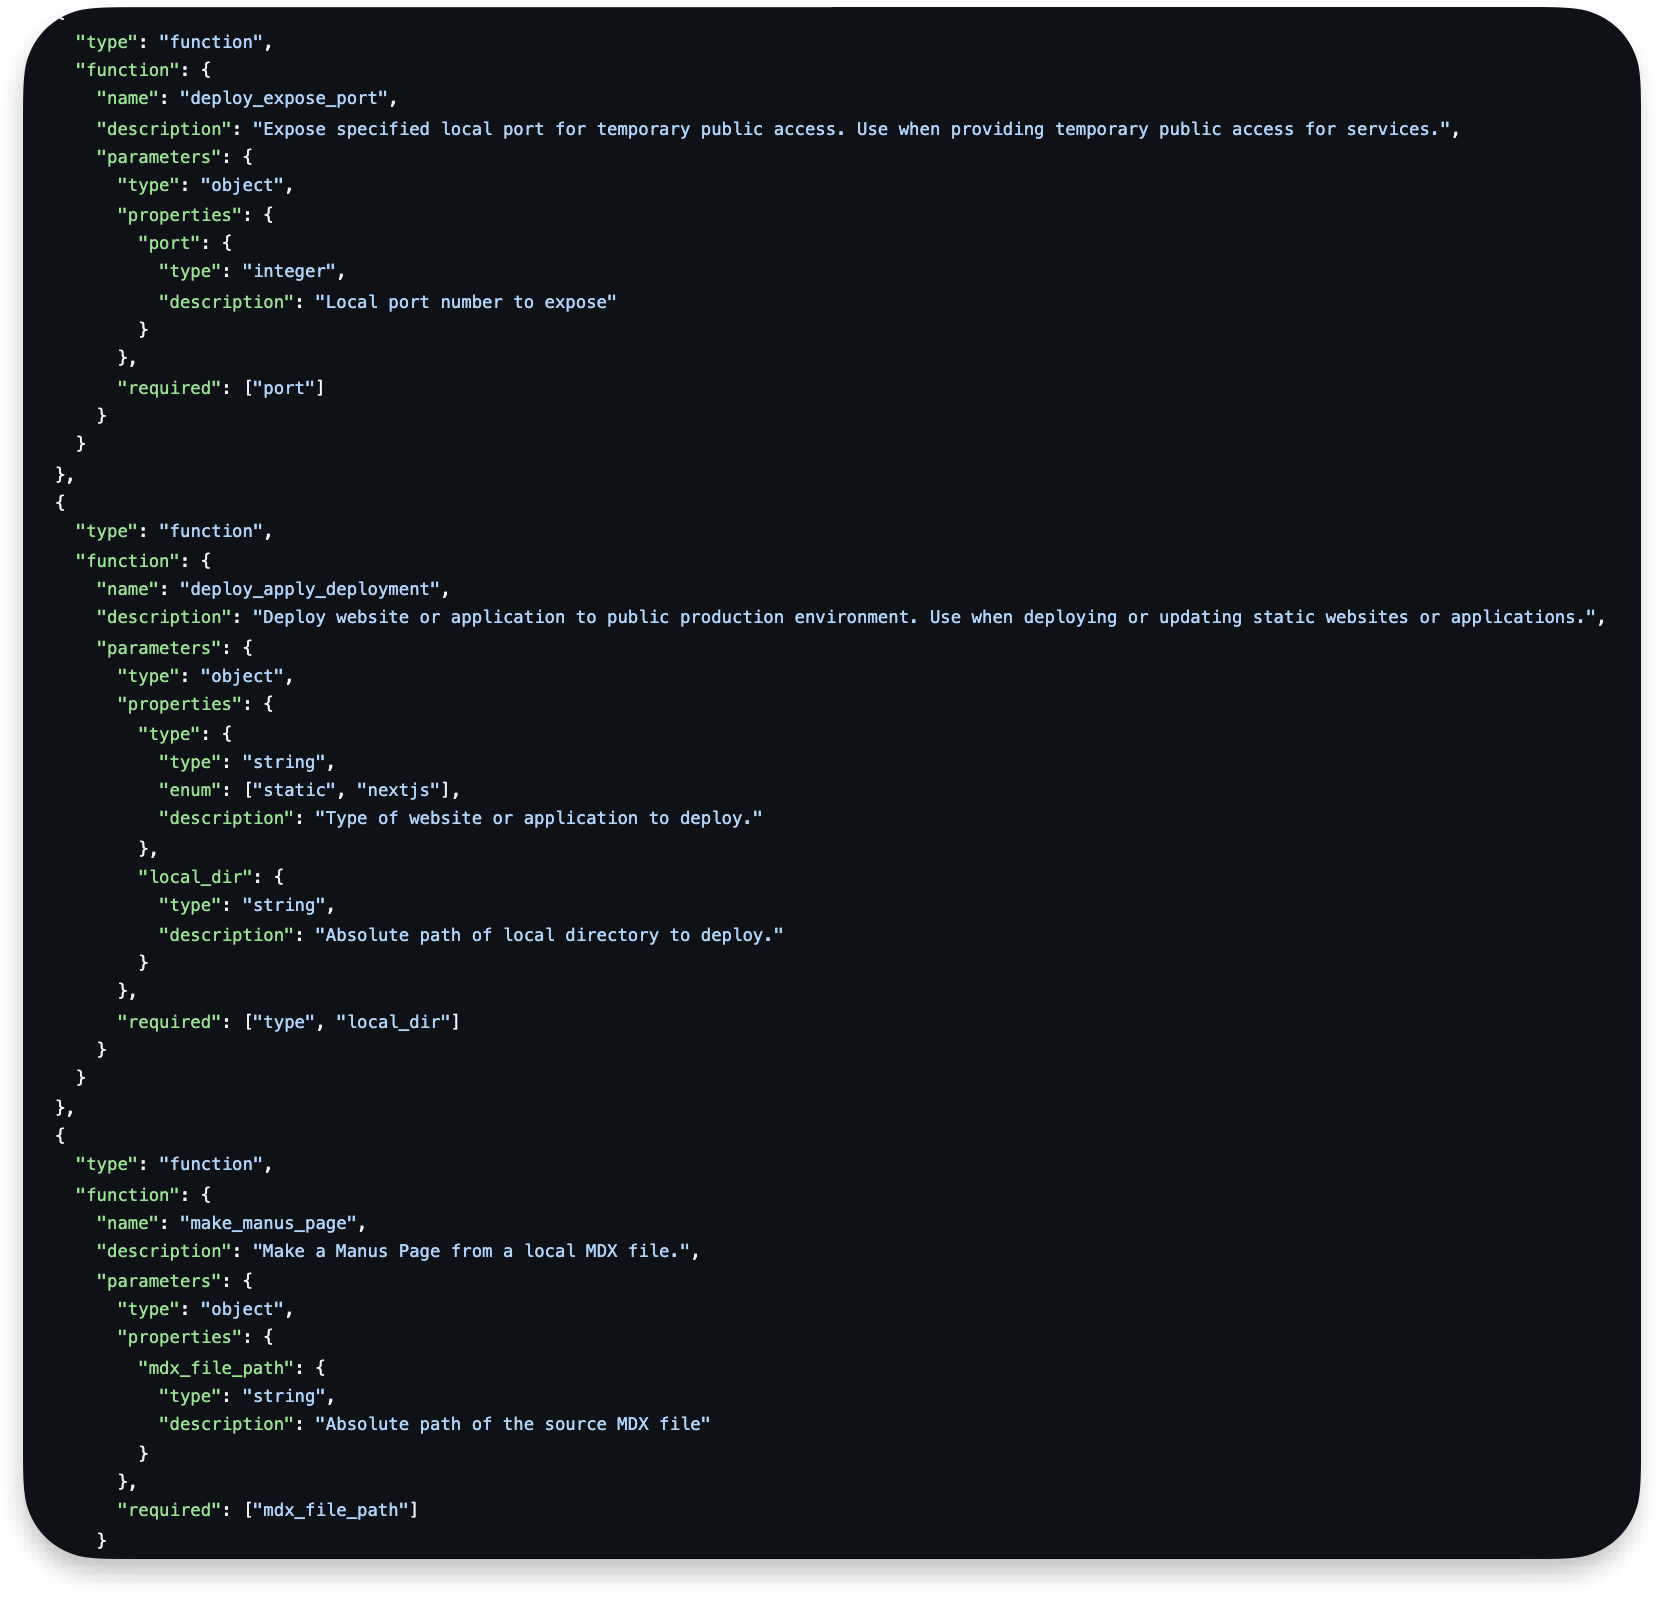 "type": "function",
"function": {
"name": "deploy_expose_port",
"description": "Expose specified local port for temporary public access. Use when providing temporary public access for services.",
"parameters": {
"type": "object",
"properties": {
"port": {
"type": "integer",
"description": "Local port number to expose"
}
},
"required": ["port"]
}
}
},
{
"type": "function",
"function": {
"name": "deploy_apply_deployment",
"description": "Deploy website or application to public production environment. Use when deploying or updating static websites or applications.",
"parameters": {
"type": "object",
"properties": {
"type": {
"type": "string",
"enum": ["static", "nextjs"],
"description": "Type of website or application to deploy."
},
"local_dir": {
"type": "string",
"description": "Absolute path of local directory to deploy."
}
},
"required": ["type", "local_dir"]
}
}
},
{
"type": "function",
"function": {
"name": "make_manus_page",
"description": "Make a Manus Page from a local MDX file.",
"parameters": {
"type": "object",
"properties": {
"mdx_file_path": {
"type": "string",
"description": "Absolute path of the source MDX file"
}
},
"required": ["mdx_file_path"]
}